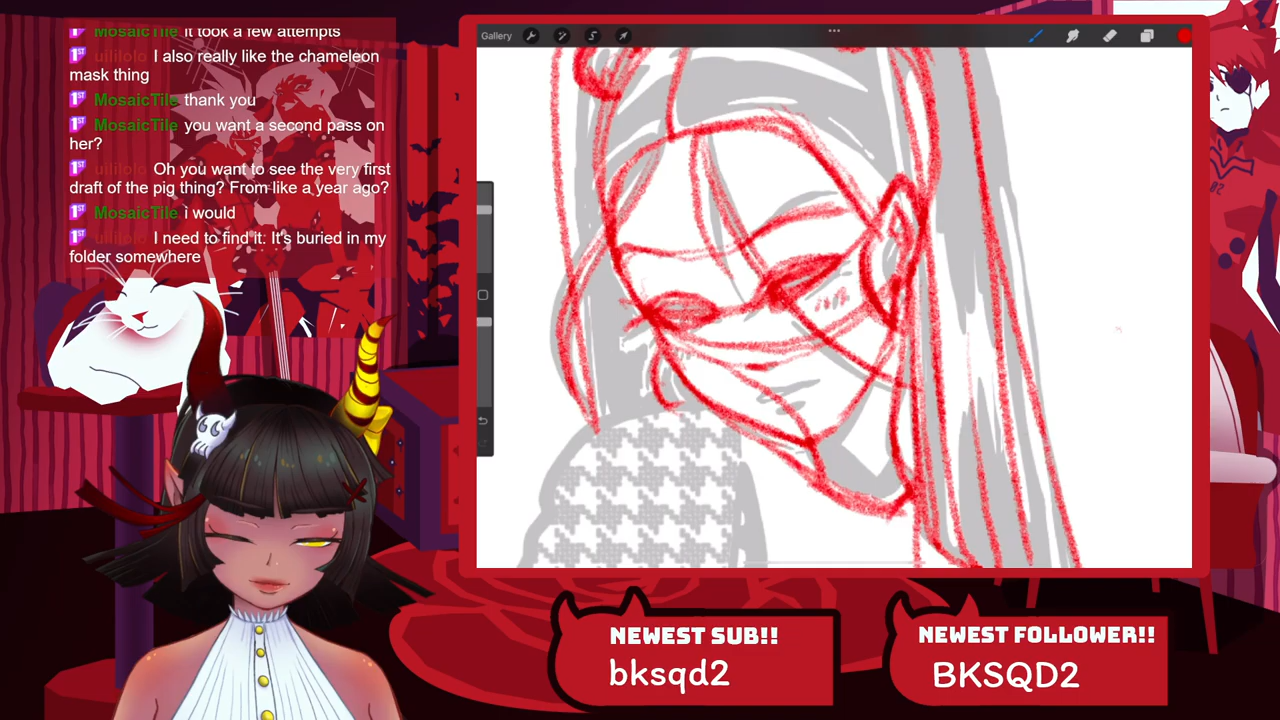 MosaicTile it took a few attempts
uililolo I also really like the chameleon
mask thing
MosaicTile thank you
MosaicTile you want a second pass on
her?
Oh you want to see the very first
draft of the pig thing? From like a year ago?
MosaicTile i would
I need to find it. It's buried in my
folder somewhere
Gallery
NEWEST SUB!!
bksqd2
NEWEST FOLLOWER!!
BKSQD2